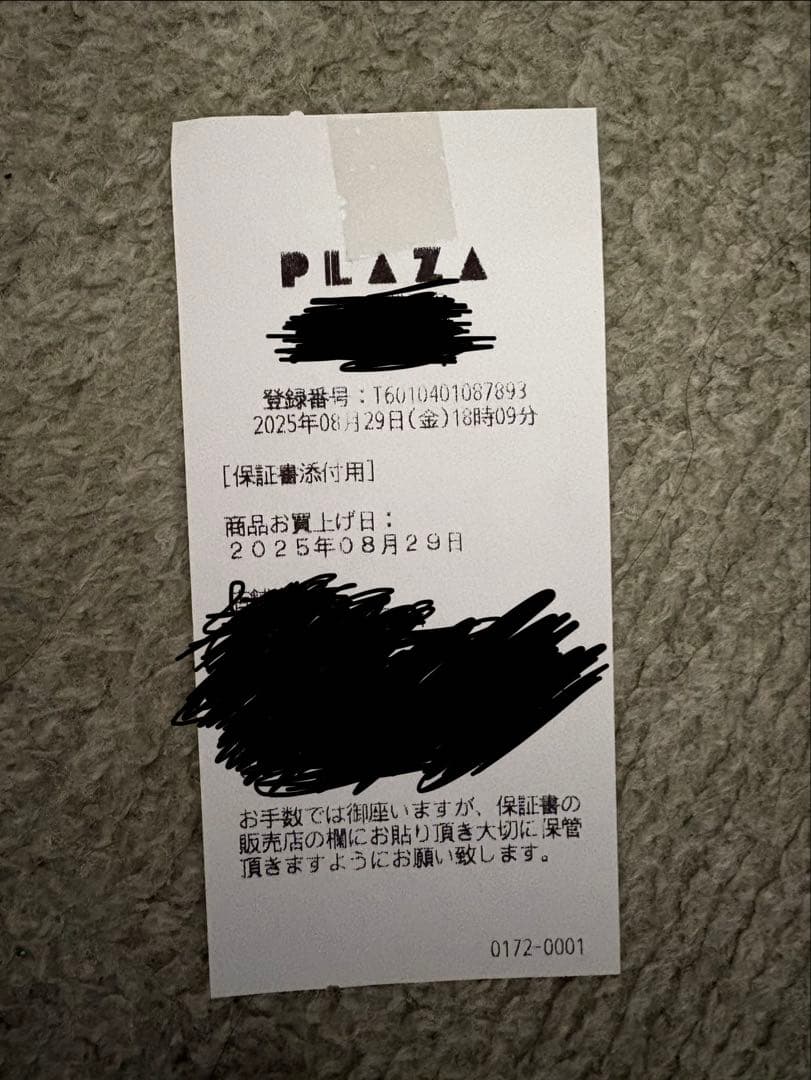 PLAZA
登録番号：T6010401087893
2025年08月29日(金)18時09分
[保証書添付用]
商品お買上げ日：
２０２５年０８月２９日
お手数では御座いますが、保証書の
販売店の欄にお貼り頂き大切に保管
頂きますようにお願い致します。
0172-0001